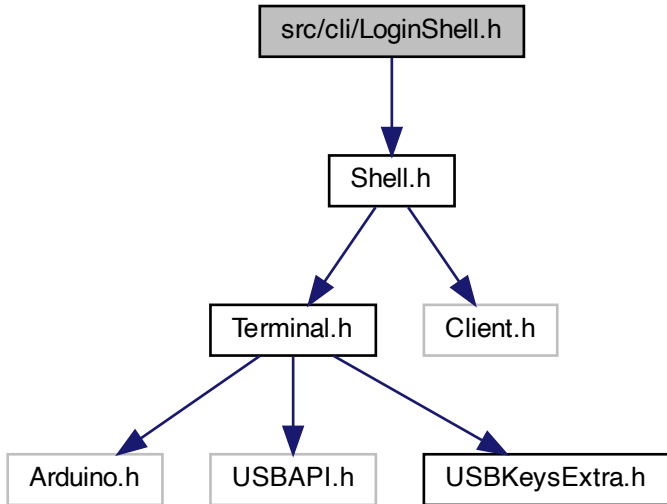 src/cli/LoginShell.h
Shell.h
Terminal.h
Client.h
Arduino.h
USBAPI.h
USBKeysExtra.h